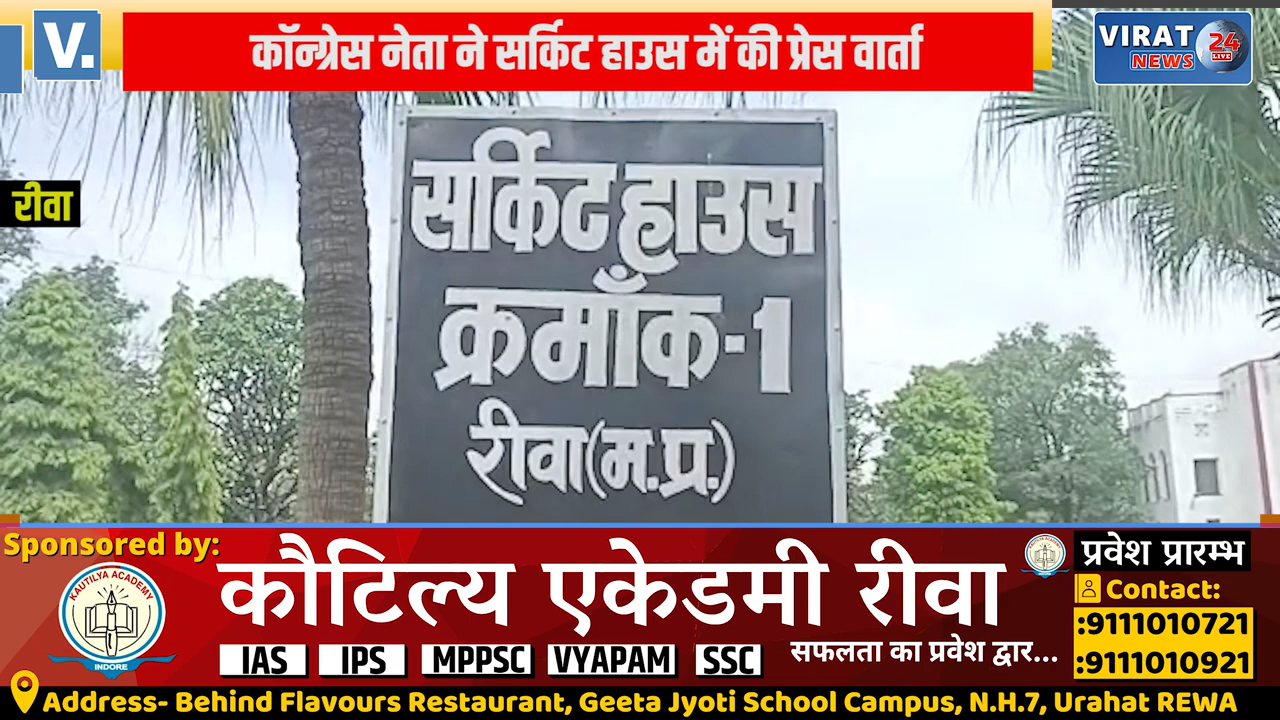 V.
कॉन्ग्रेस नेता ने सर्किट हाउस में की प्रेस वार्ता
VIRAT
NEWS
24
LIVE
रीवा
सर्किट हाउस
क्रमाँक-1
रीवा(म.प्र.)
Sponsored by:
KAUTILYA ACADEMY
INDORE
कौटिल्य एकेडमी रीवा
IAS IPS MPPSC VYAPAM SSC
सफलता का प्रवेश द्वार...
प्रवेश प्रारम्भ
Contact:
:9111010721
:9111010921
Address- Behind Flavours Restaurant, Geeta Jyoti School Campus, N.H.7, Urahat REWA